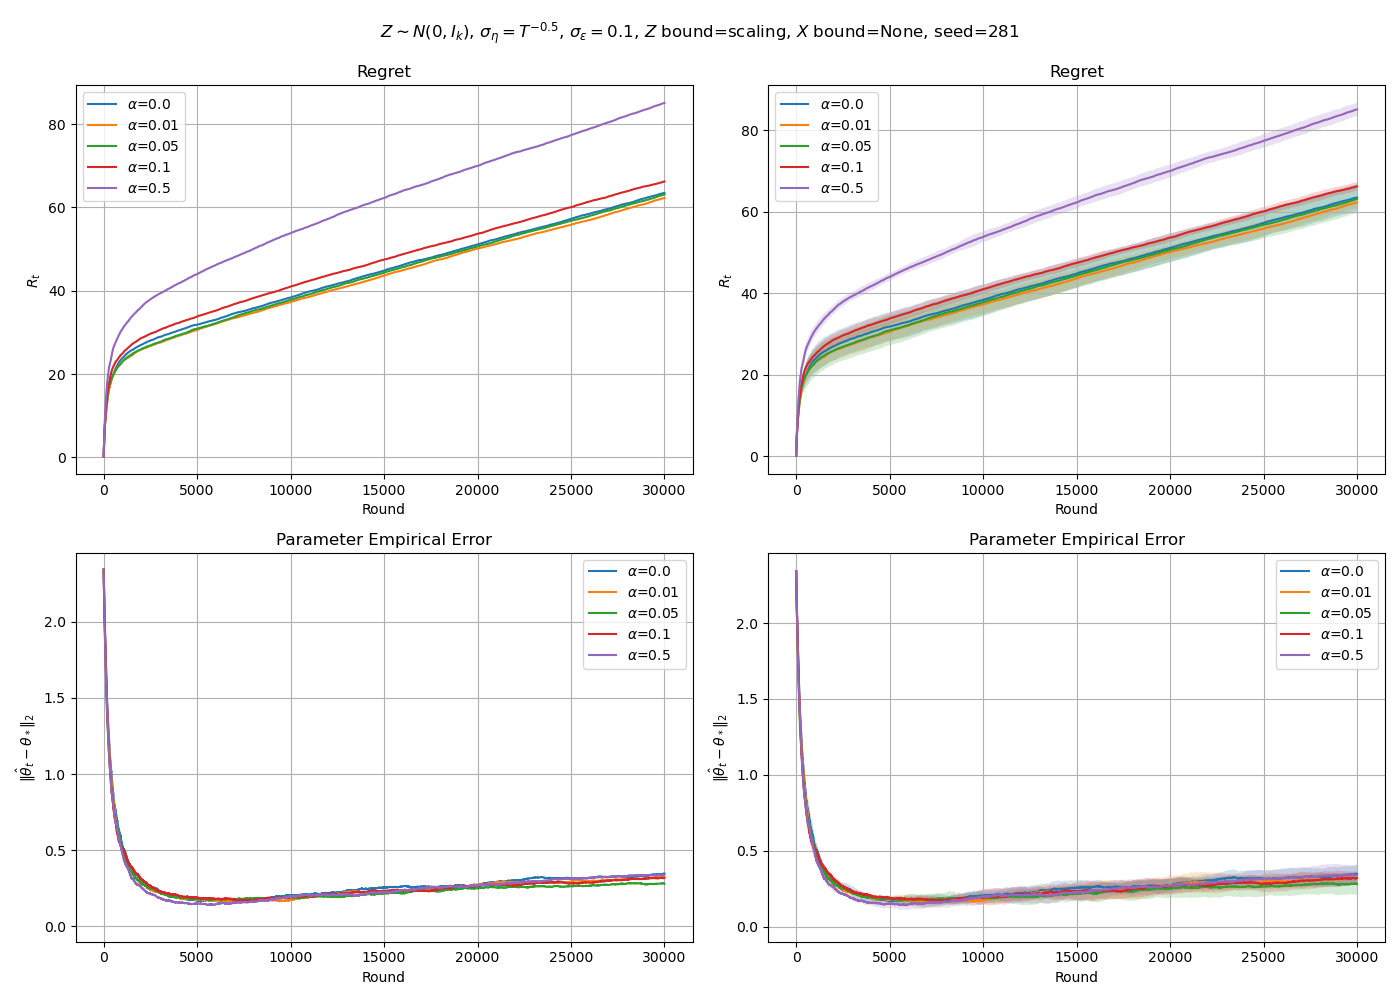 Z ∼ N(0, I_k), σ_η = T^{−0.5}, σ_ε = 0.1, Z bound=scaling, X bound=None, seed=281
Regret
80
60
40
20
0
R_t
α=0.0
α=0.01
α=0.05
α=0.1
α=0.5
0 5000 10000 15000 20000 25000 30000
Round
Regret
80
60
40
20
0
R_t
α=0.0
α=0.01
α=0.05
α=0.1
α=0.5
0 5000 10000 15000 20000 25000 30000
Round
Parameter Empirical Error
2.0
1.5
1.0
0.5
0.0
‖θ̂_t − θ_*‖_2
α=0.0
α=0.01
α=0.05
α=0.1
α=0.5
0 5000 10000 15000 20000 25000 30000
Round
Parameter Empirical Error
2.0
1.5
1.0
0.5
0.0
‖θ̂_t − θ_*‖_2
α=0.0
α=0.01
α=0.05
α=0.1
α=0.5
0 5000 10000 15000 20000 25000 30000
Round